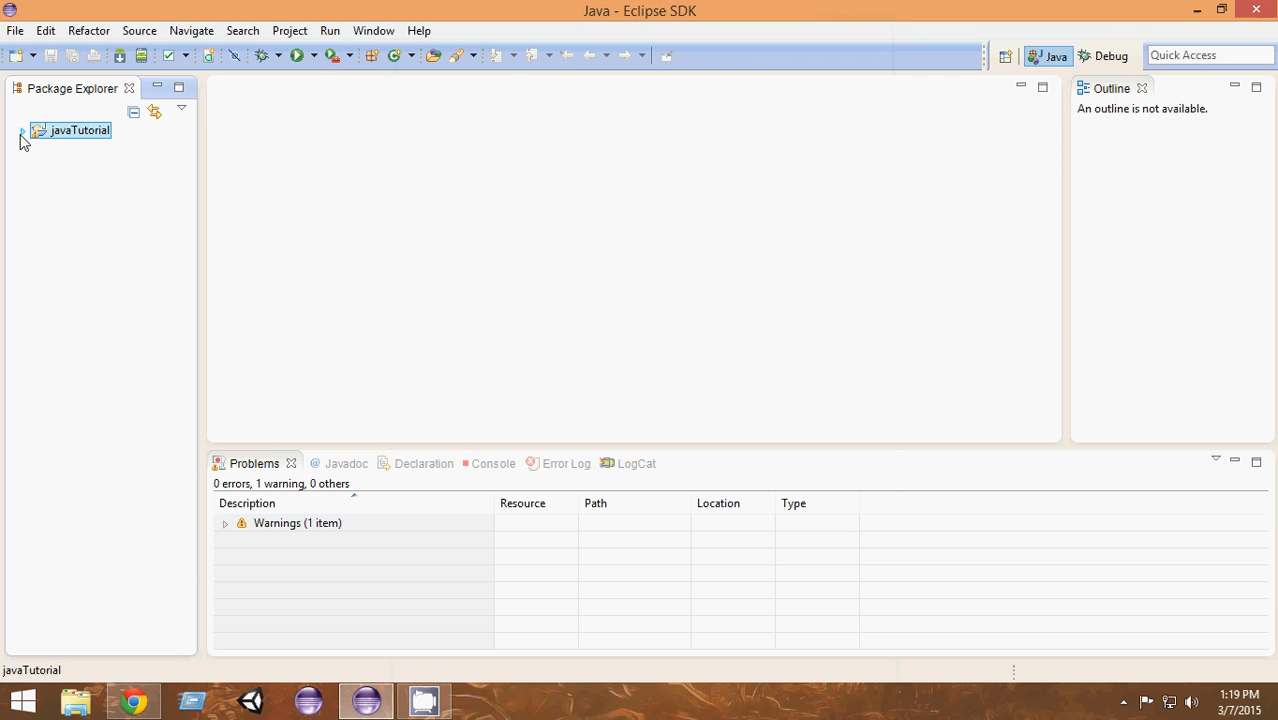 Java - Eclipse SDK
File Edit Refactor Source Navigate Search Project Run Window Help
Java Debug Quick Access
Package Explorer
Outline
An outline is not available.
javaTutorial
Problems @ Javadoc Declaration Console Error Log LogCat
0 errors, 1 warning, 0 others
Description Resource Path Location Type
Warnings (1 item)
javaTutorial
1:19 PM
3/7/2015